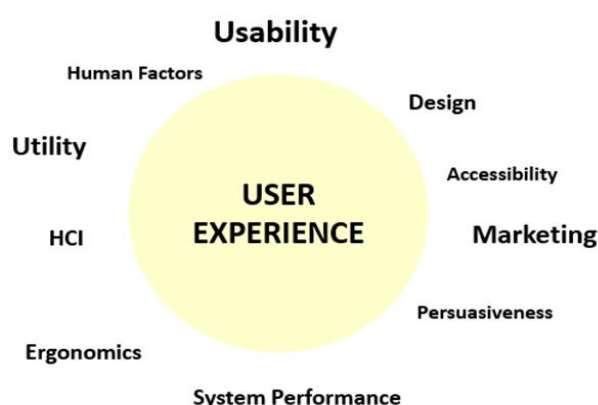 Usability
Human Factors
Design
Utility
Accessibility
USER
EXPERIENCE
HCI
Marketing
Persuasiveness
Ergonomics
System Performance